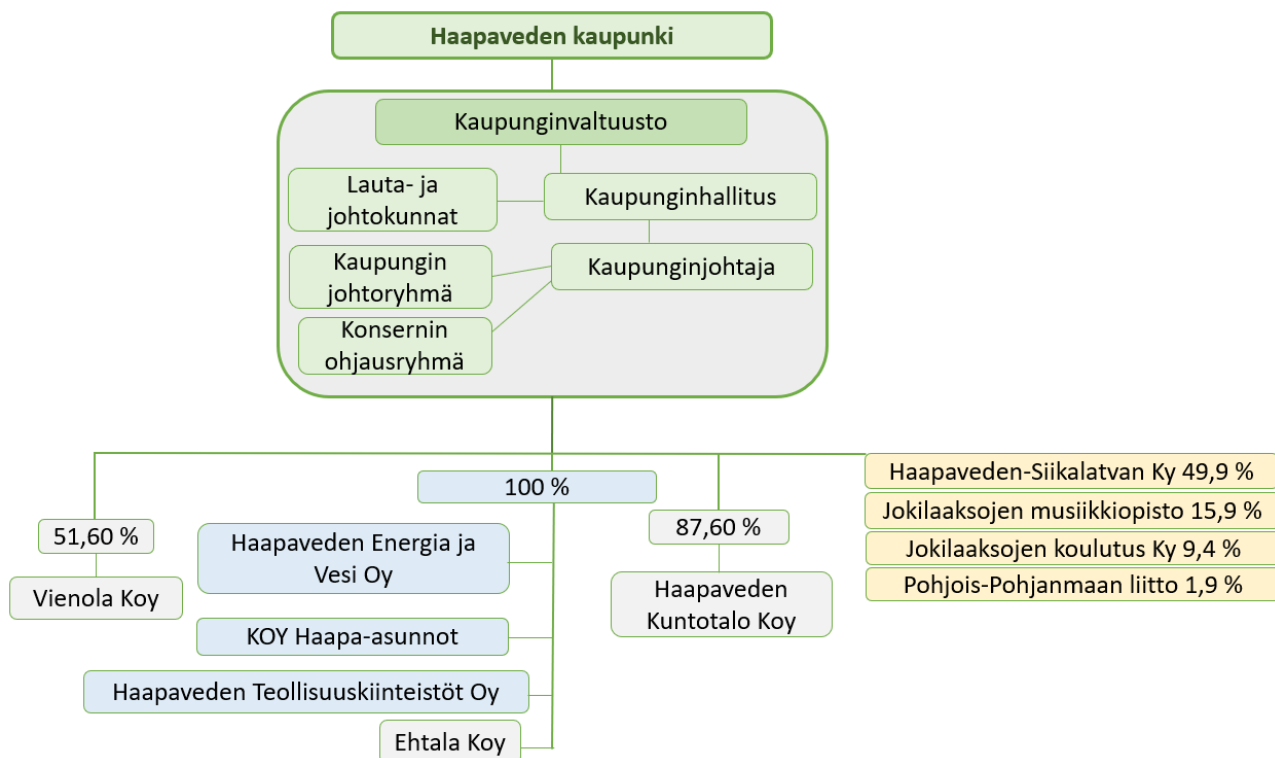 Haapaveden kaupunki
Kaupunginvaltuusto
Lauta- ja
johtokunnat
Kaupunginhallitus
Kaupungin
johtoryhmä
Kaupunginjohtaja
Konsernin
ohjausryhmä
51,60 %
Vienola Koy
100 %
Haapaveden Energia ja
Vesi Oy
KOY Haapa-asunnot
Haapaveden Teollisuuskiinteistöt Oy
Ehtala Koy
87,60 %
Haapaveden
Kuntotalo Koy
Haapaveden-Siikalatvan Ky 49,9 %
Jokilaaksojen musiikkiopisto 15,9 %
Jokilaaksojen koulutus Ky 9,4 %
Pohjois-Pohjanmaan liitto 1,9 %